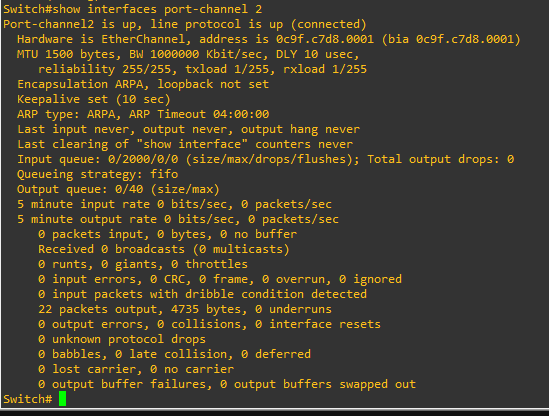 Switch#show interfaces port-channel 2
Port-channel2 is up, line protocol is up (connected)
Hardware is EtherChannel, address is 0c9f.c7d8.0001 (bia 0c9f.c7d8.0001)
MTU 1500 bytes, BW 1000000 Kbit/sec, DLY 10 usec,
reliability 255/255, txload 1/255, rxload 1/255
Encapsulation ARPA, loopback not set
Keepalive set (10 sec)
ARP type: ARPA, ARP Timeout 04:00:00
Last input never, output never, output hang never
Last clearing of "show interface" counters never
Input queue: 0/2000/0/0 (size/max/drops/flushes); Total output drops: 0
Queueing strategy: fifo
Output queue: 0/40 (size/max)
5 minute input rate 0 bits/sec, 0 packets/sec
5 minute output rate 0 bits/sec, 0 packets/sec
0 packets input, 0 bytes, 0 no buffer
Received 0 broadcasts (0 multicasts)
0 runts, 0 giants, 0 throttles
0 input errors, 0 CRC, 0 frame, 0 overrun, 0 ignored
0 input packets with dribble condition detected
22 packets output, 4735 bytes, 0 underruns
0 output errors, 0 collisions, 0 interface resets
0 unknown protocol drops
0 babbles, 0 late collision, 0 deferred
0 lost carrier, 0 no carrier
0 output buffer failures, 0 output buffers swapped out
Switch#